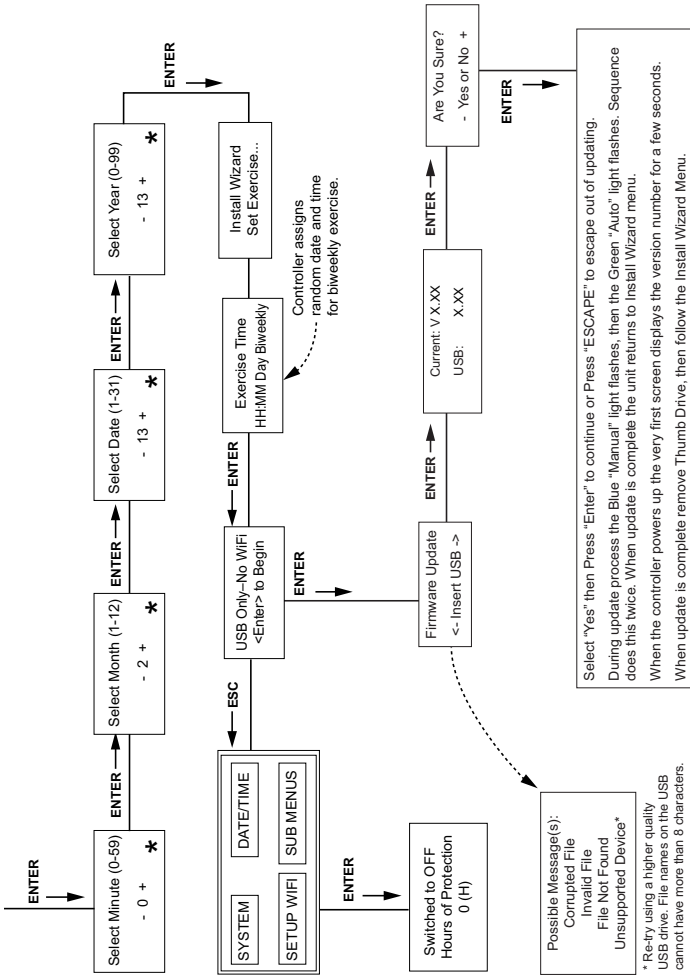 ENTER
Select Minute (0-59)
- 0 +
*
ENTER
Select Month (1-12)
- 2 +
*
ENTER
Select Date (1-31)
- 13 +
*
ENTER
Select Year (0-99)
- 13 +
*
ENTER
Install Wizard
Set Exercise...
Exercise Time
HH:MM Day Biweekly
Controller assigns
random date and time
for biweekly exercise.
ENTER
USB Only–No WiFi
<Enter> to Begin
ESC
SYSTEM
DATE/TIME
SETUP WIFI
SUB MENUS
ENTER
Switched to OFF
Hours of Protection
0 (H)
ENTER
Firmware Update
<- Insert USB ->
ENTER
Current: V X.XX
USB: X.XX
ENTER
Are You Sure?
- Yes or No +
ENTER
Possible Message(s):
Corrupted File
Invalid File
File Not Found
Unsupported Device*
* Re-try using a higher quality
USB drive. File names on the USB
cannot have more than 8 characters.
Select “Yes” then Press “Enter” to continue or Press “ESCAPE” to escape out of updating.
During update process the Blue “Manual” light flashes, then the Green “Auto” light flashes. Sequence
does this twice. When update is complete the unit returns to Install Wizard menu.
When the controller powers up the very first screen displays the version number for a few seconds.
When update is complete remove Thumb Drive, then follow the Install Wizard Menu.